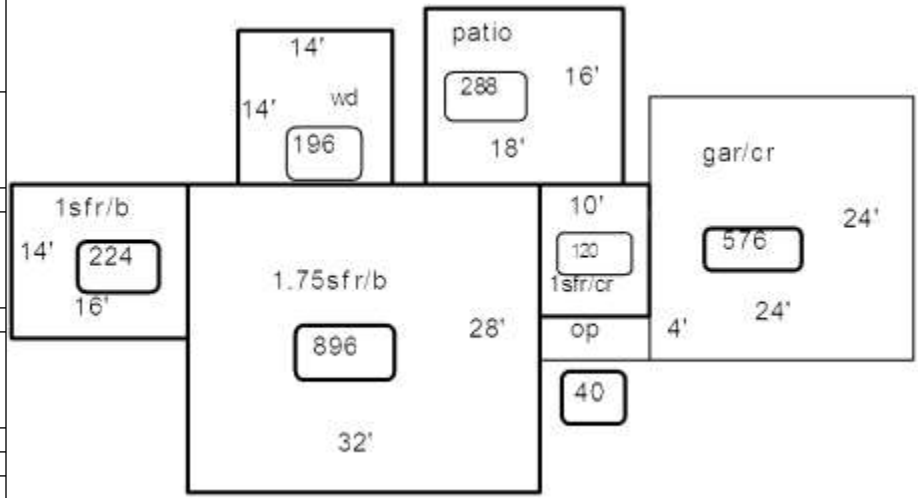 14'
14'
wd
196
patio
288
16'
18'
gar/cr
576
24'
24'
1sfr/b
14'
224
16'
1.75sfr/b
896
28'
32'
10'
120
1sfr/cr
op
4'
40